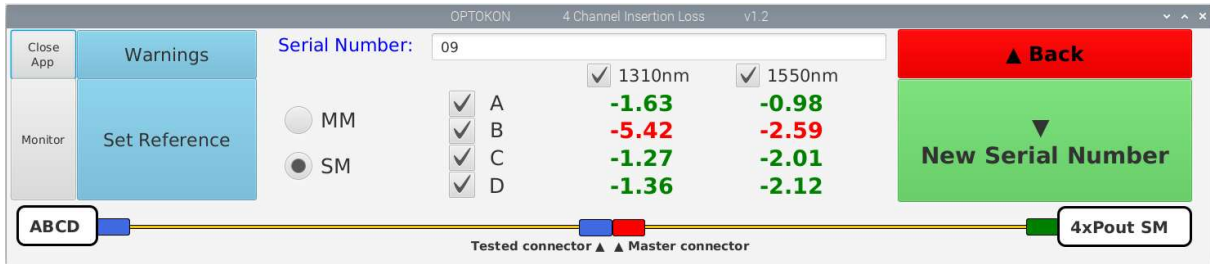 OPTOKON 4 Channel Insertion Loss v1.2
Close
App
Warnings
Serial Number: 09
▲ Back
1310nm 1550nm
Monitor
Set Reference
MM
SM
A -1.63 -0.98
B -5.42 -2.59
C -1.27 -2.01
D -1.36 -2.12
▼
New Serial Number
ABCD
4xPout SM
Tested connector ▲ ▲ Master connector